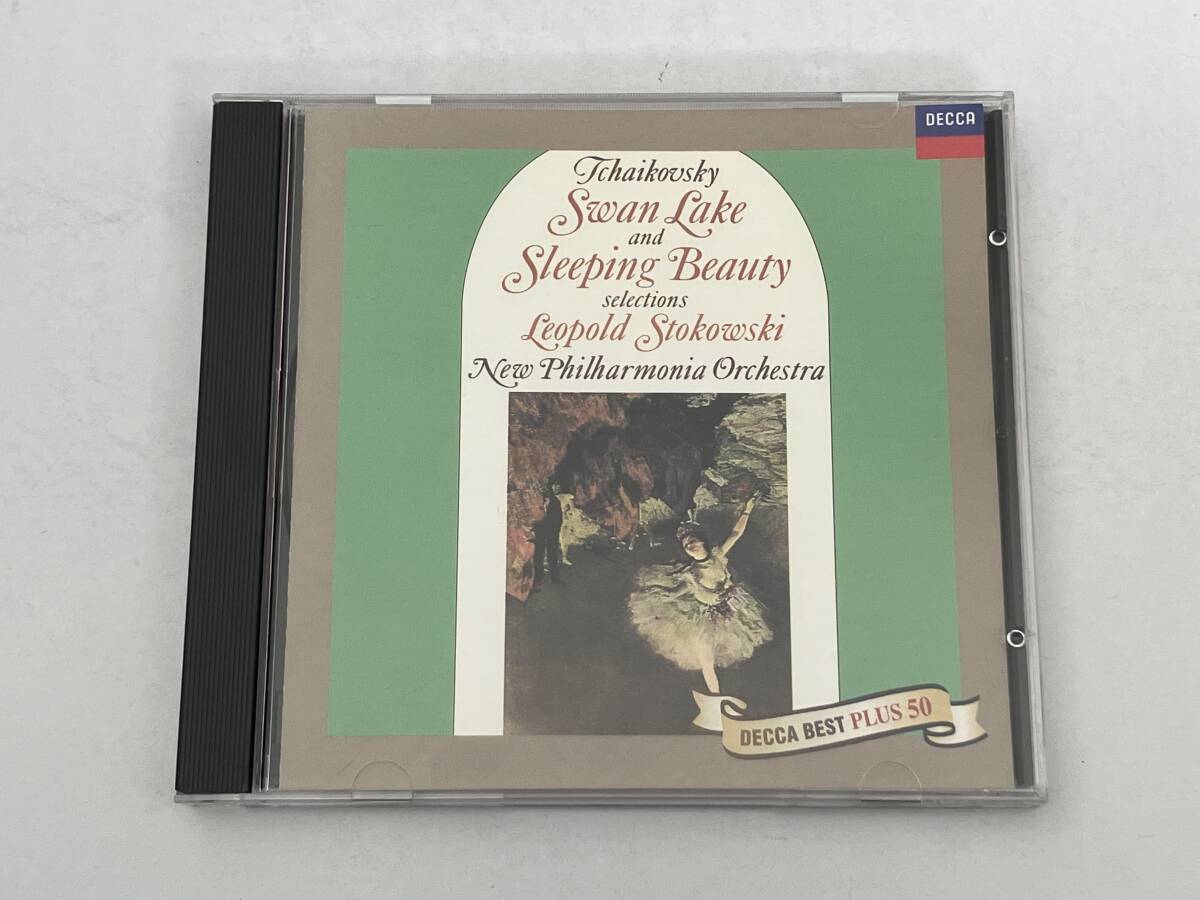 DECCA
Tchaikovsky
Swan Lake
and
Sleeping Beauty
selections
Leopold Stokowski
New Philharmonia Orchestra
DECCA BEST PLUS 50